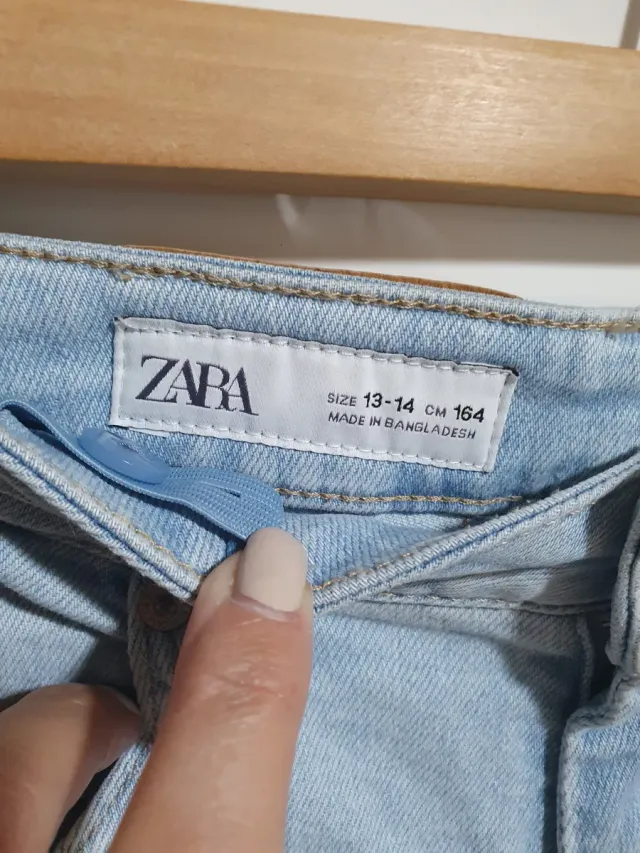 ZARA
SIZE 13-14 CM 164
MADE IN BANGLADESH